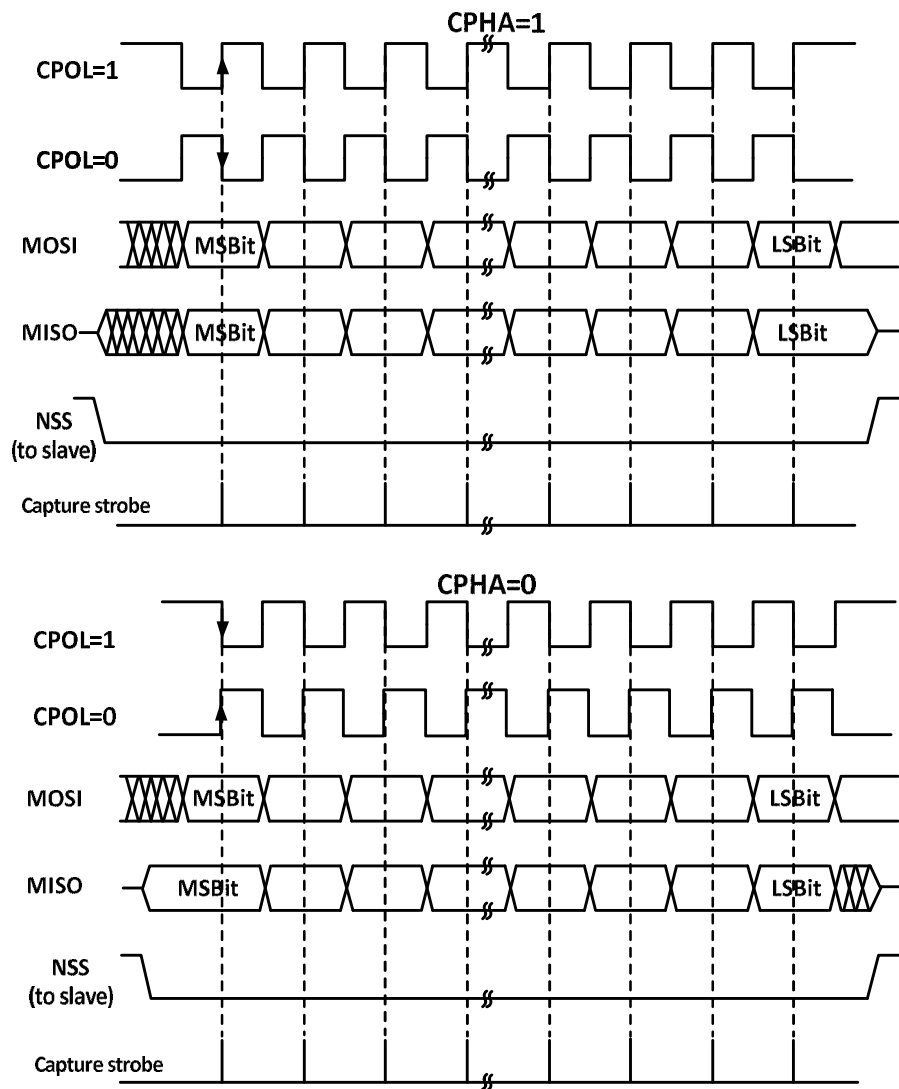 CPHA=1
CPOL=1
CPOL=0
MOSI
MSBit
LSBit
MISO
MSBit
LSBit
NSS
(to slave)
Capture strobe
CPHA=0
CPOL=1
CPOL=0
MOSI
MSBit
LSBit
MISO
MSBit
LSBit
NSS
(to slave)
Capture strobe